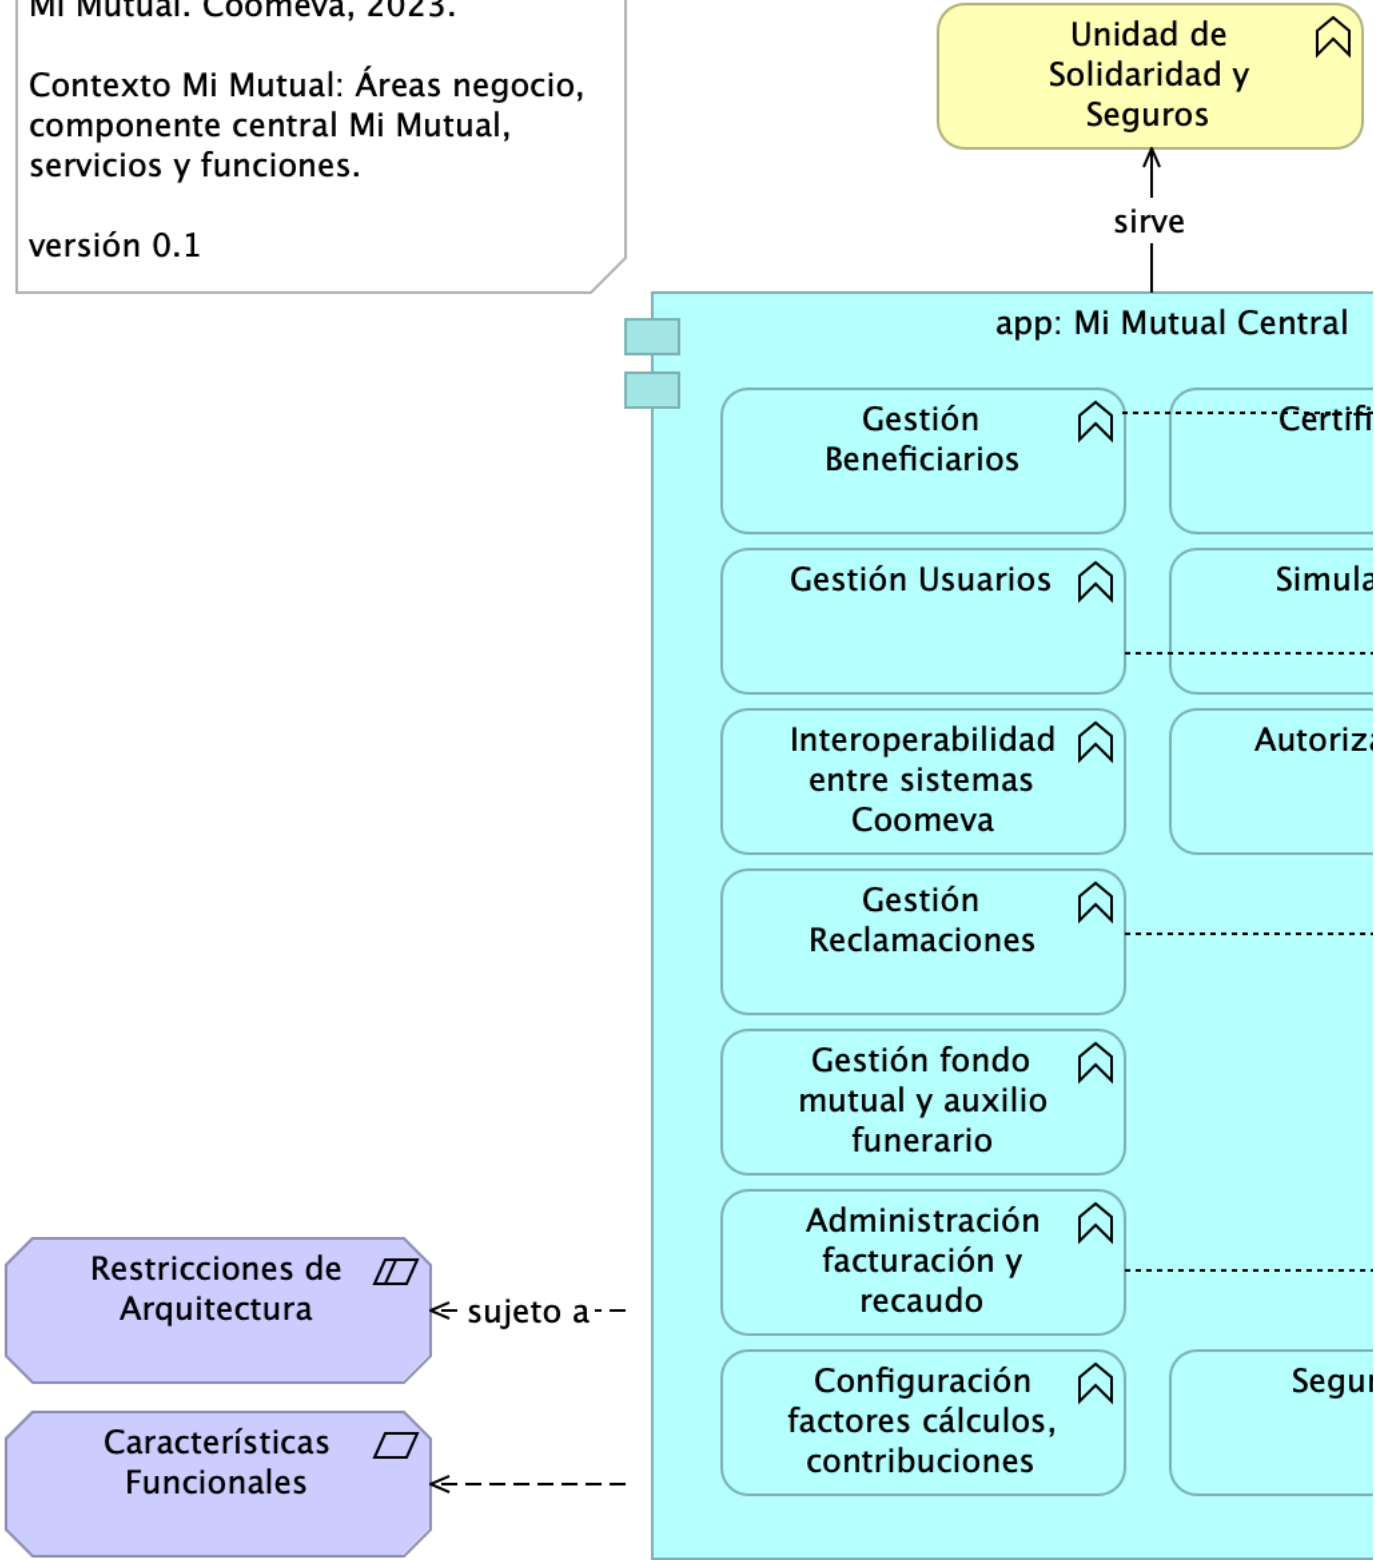 Mi Mutual. Coomeva, 2023.
Contexto Mi Mutual: Áreas negocio,
componente central Mi Mutual,
servicios y funciones.
versión 0.1
Unidad de
Solidaridad y
Seguros
sirve
app: Mi Mutual Central
Gestión
Beneficiarios
Gestión Usuarios
Interoperabilidad
entre sistemas
Coomeva
Autoriza
Gestión
Reclamaciones
Gestión fondo
mutual y auxilio
funerario
Administración
facturación y
recaudo
Configuración
factores cálculos,
contribuciones
Restricciones de
Arquitectura
sujeto a
Características
Funcionales